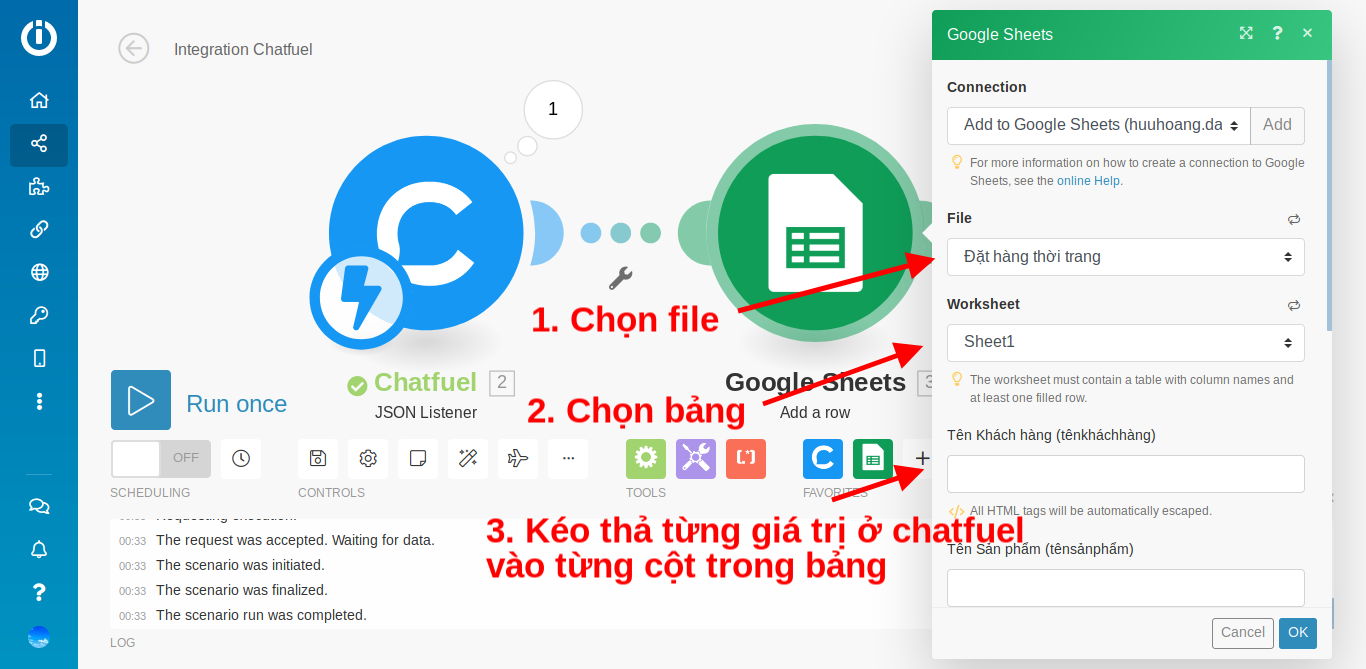 Integration Chatfuel
1
Chatfuel 2
JSON Listener
Google Sheets 3
Add a row
Run once
OFF
SCHEDULING
CONTROLS
TOOLS
FAVORITES
Requesting execution.
00:33 The request was accepted. Waiting for data.
00:33 The scenario was initiated.
00:33 The scenario was finalized.
00:33 The scenario run was completed.
LOG
1. Chọn file
2. Chọn bảng
3. Kéo thả từng giá trị ở chatfuel
vào từng cột trong bảng
Google Sheets
Connection
Add to Google Sheets (huuhoang.da
Add
For more information on how to create a connection to Google
Sheets, see the online Help.
File
Đặt hàng thời trang
Worksheet
Sheet1
The worksheet must contain a table with column names and
at least one filled row.
Tên Khách hàng (tênkháchhàng)
All HTML tags will be automatically escaped.
Tên Sản phẩm (tênsảnphẩm)
Cancel
OK